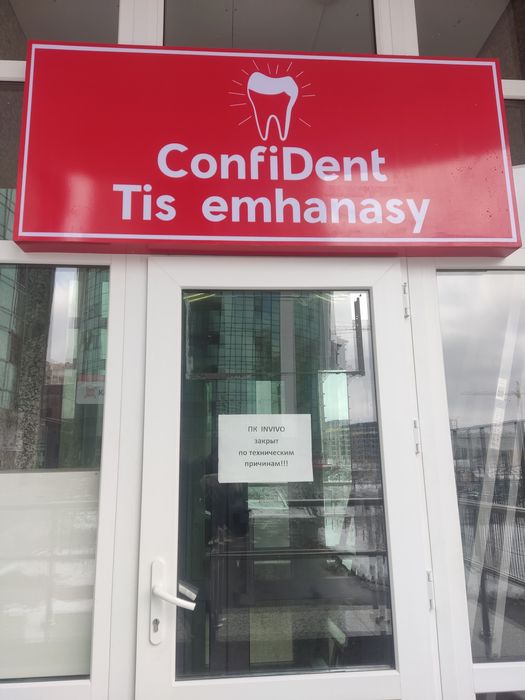 ConfiDent
Tis emhanasy
ПК INVIVO
закрыт
по техническим
причинам!!!